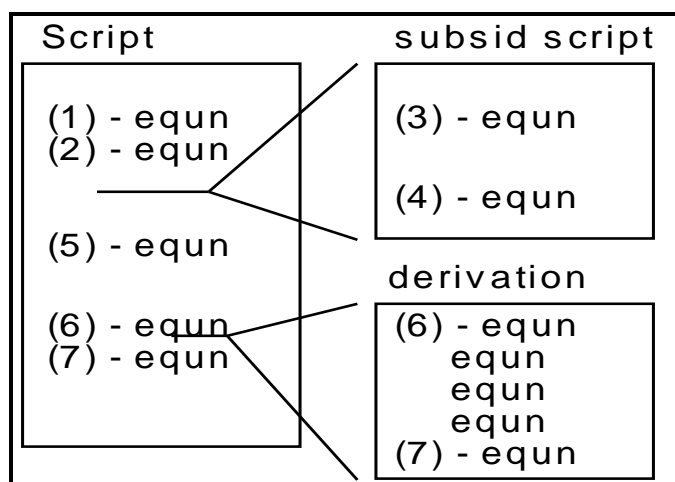 Script
(1) - equn
(2) - equn
(5) - equn
(6) - equn
(7) - equn
subsid script
(3) - equn
(4) - equn
derivation
(6) - equn
equn
equn
equn
(7) - equn